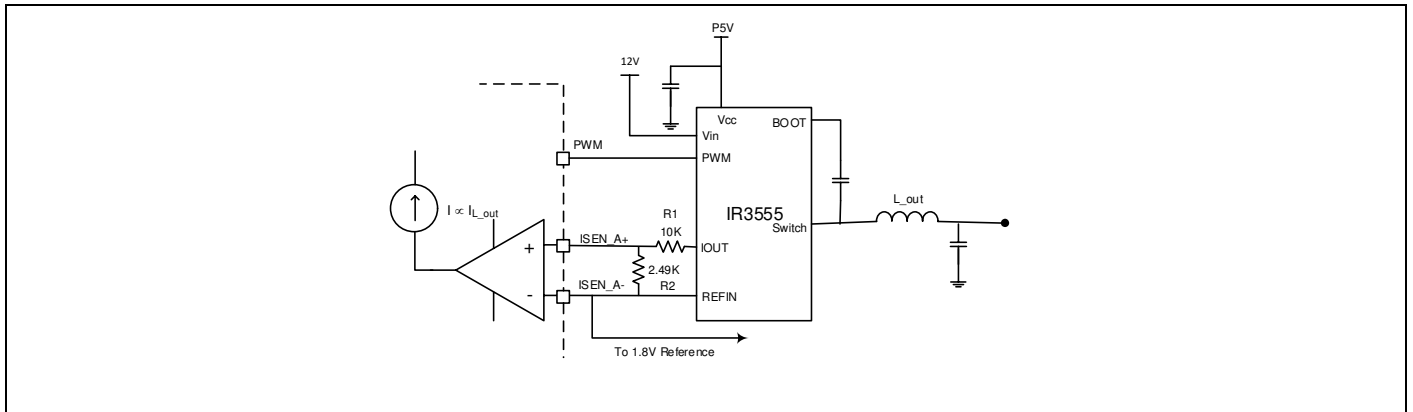 P5V
12V
Vcc
BOOT
Vin
PWM
PWM
I ∝ I_L_out
L_out
R1
IR3555
10K
Switch
+
ISEN_A+
IOUT
2.49K
-
ISEN_A-
R2
REFIN
To 1.8V Reference